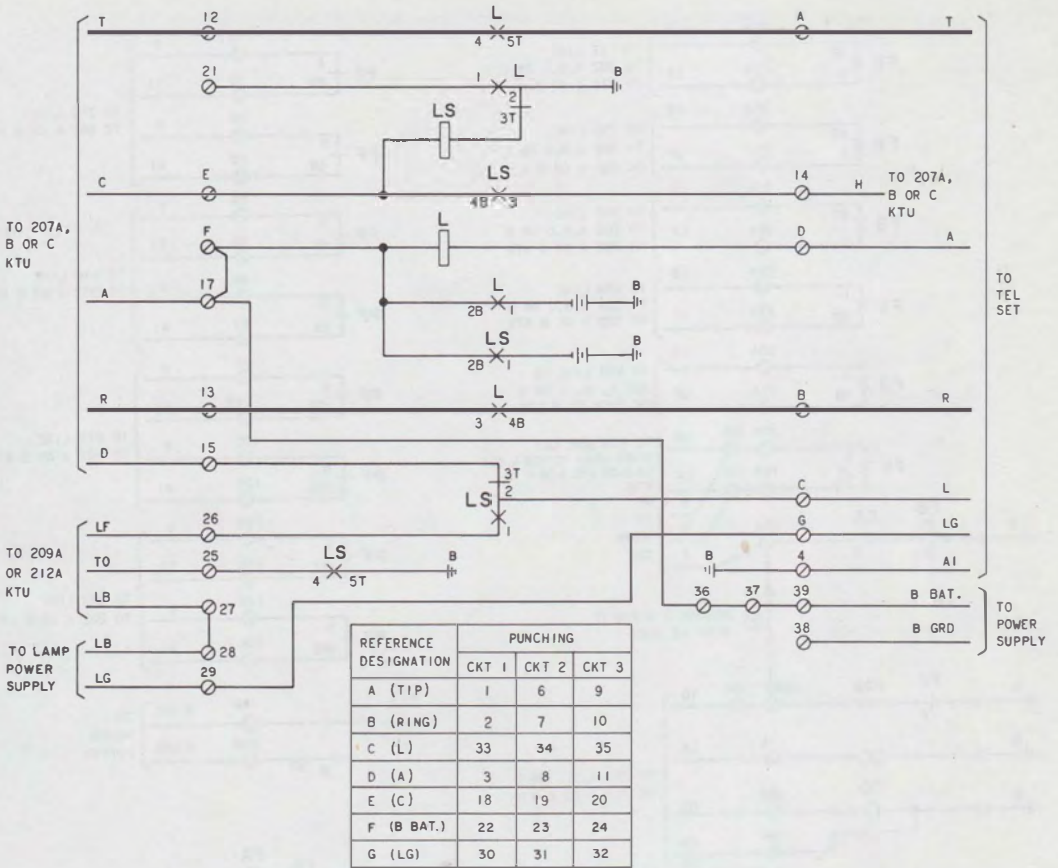 T 12 L A T
4 5T
21 1 L B
2
LS 3T
C E LS 14 H TO 207A,
4B 3 B OR C
KTU
TO 207A,
B OR C
KTU
F L D A
17
A L B
2B 1
LS B
2B 1
TO
TEL
SET
R 13 L B R
3 4B
D 15 3T
LS 2 C L
1
LF 26 G LG
TO 209A
OR 212A
KTU
TO 25 LS B
4 5T
B 4 A1
LB 27
36 37 39 B BAT.
38 B GRD
TO
POWER
SUPPLY
TO LAMP
POWER
SUPPLY
LB 28
LG 29
REFERENCE DESIGNATION PUNCHING
CKT 1 CKT 2 CKT 3
A (TIP) 1 6 9
B (RING) 2 7 10
C (L) 33 34 35
D (A) 3 8 11
E (C) 18 19 20
F (B BAT.) 22 23 24
G (LG) 30 31 32